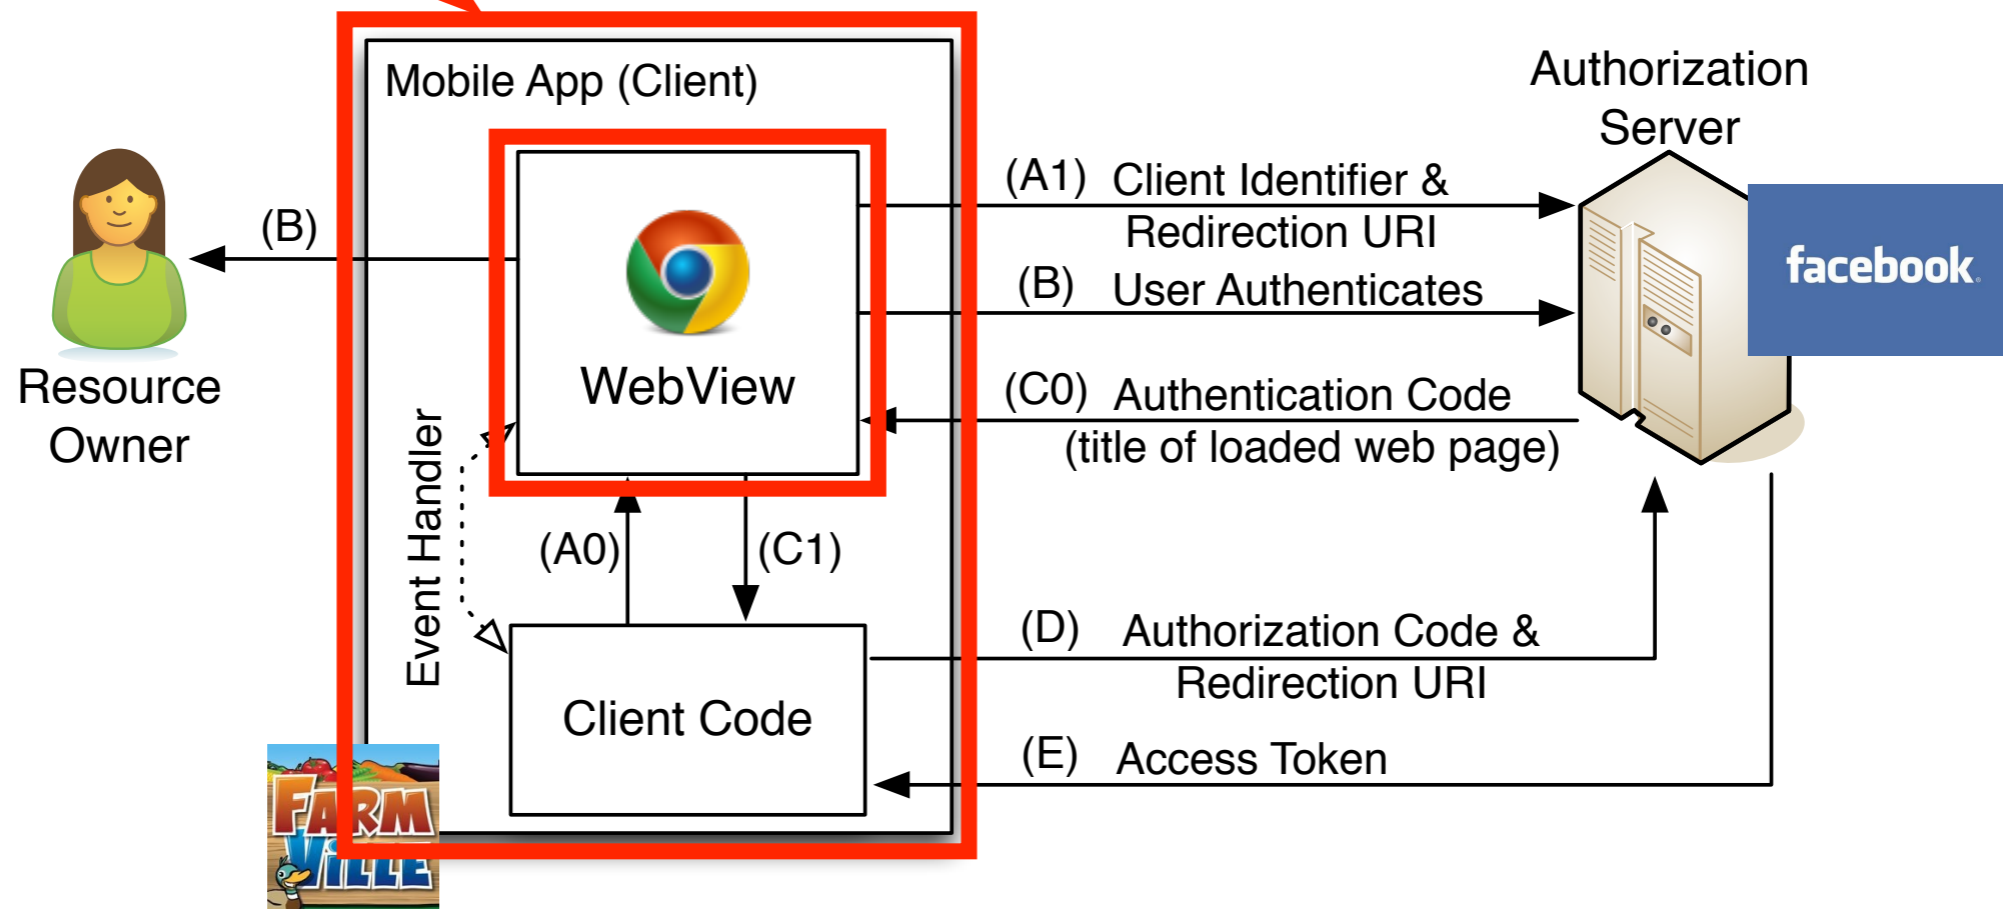 Mobile App (Client)
Authorization
Server
(A1) Client Identifier &
Redirection URI
(B)
(B) User Authenticates
facebook
WebView
(C0) Authentication Code
(title of loaded web page)
Resource
Owner
Event Handler
(A0)
(C1)
(D) Authorization Code &
Redirection URI
Client Code
(E) Access Token
FARM
VILLE